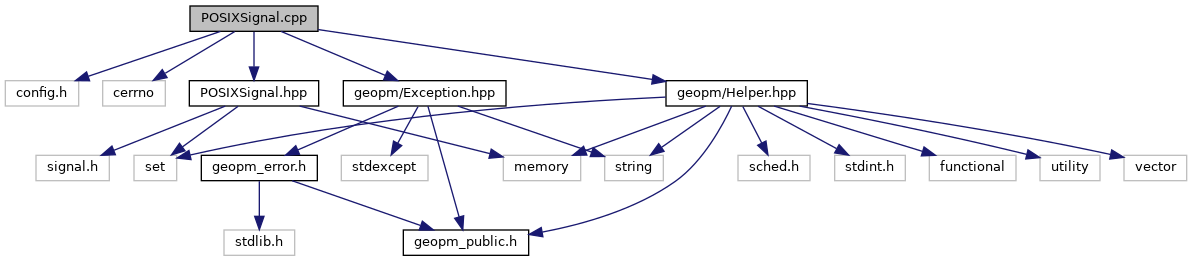 POSIXSignal.cpp
config.h
cerrno
POSIXSignal.hpp
geopm/Exception.hpp
geopm/Helper.hpp
signal.h
set
geopm_error.h
stdexcept
memory
string
sched.h
stdint.h
functional
utility
vector
stdlib.h
geopm_public.h